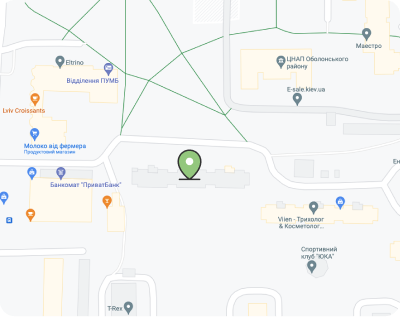 Маестро
Eltrino
ЦНАП Оболонського
району
Відділення ПУМБ
E-sale.kiev.ua
Lviv Croissants
Молоко від фермера
Продуктовий магазин
Банкомат "ПриватБанк"
Viien - Трихолог
& Косметолог...
Спортивний
клуб "ЮКА"
T-Rex